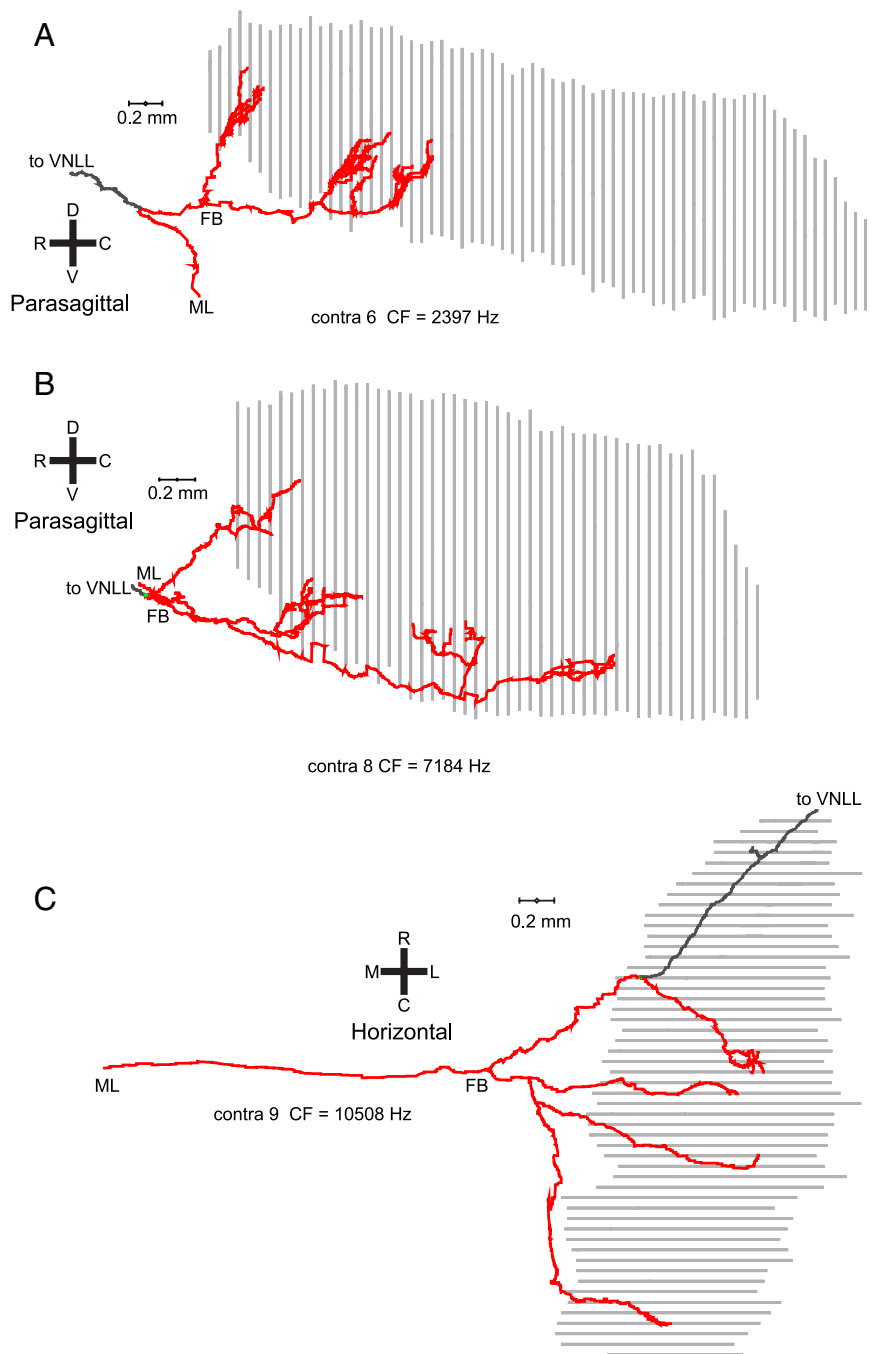 A
0.2 mm
to VNLL
D
FB
R C
V
ML
Parasagittal
contra 6 CF = 2397 Hz
B
D
R C
0.2 mm
V
Parasagittal
ML
to VNLL
FB
contra 8 CF = 7184 Hz
to VNLL
C
0.2 mm
R
M L
C
Horizontal
ML
FB
contra 9 CF = 10508 Hz